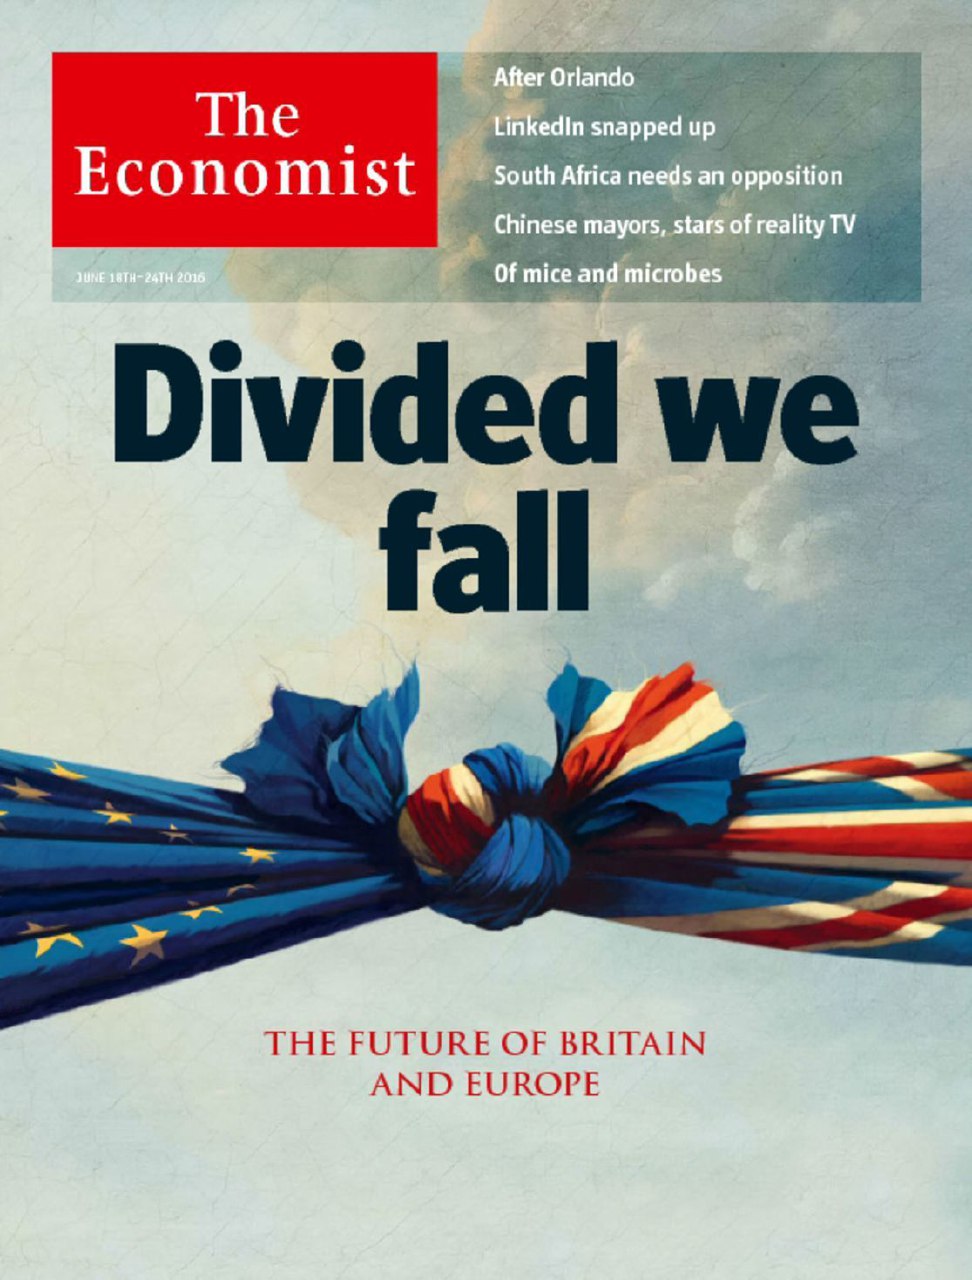 The
Economist
JUNE 18TH–24TH 2016
After Orlando
LinkedIn snapped up
South Africa needs an opposition
Chinese mayors, stars of reality TV
Of mice and microbes
Divided we
fall
THE FUTURE OF BRITAIN
AND EUROPE